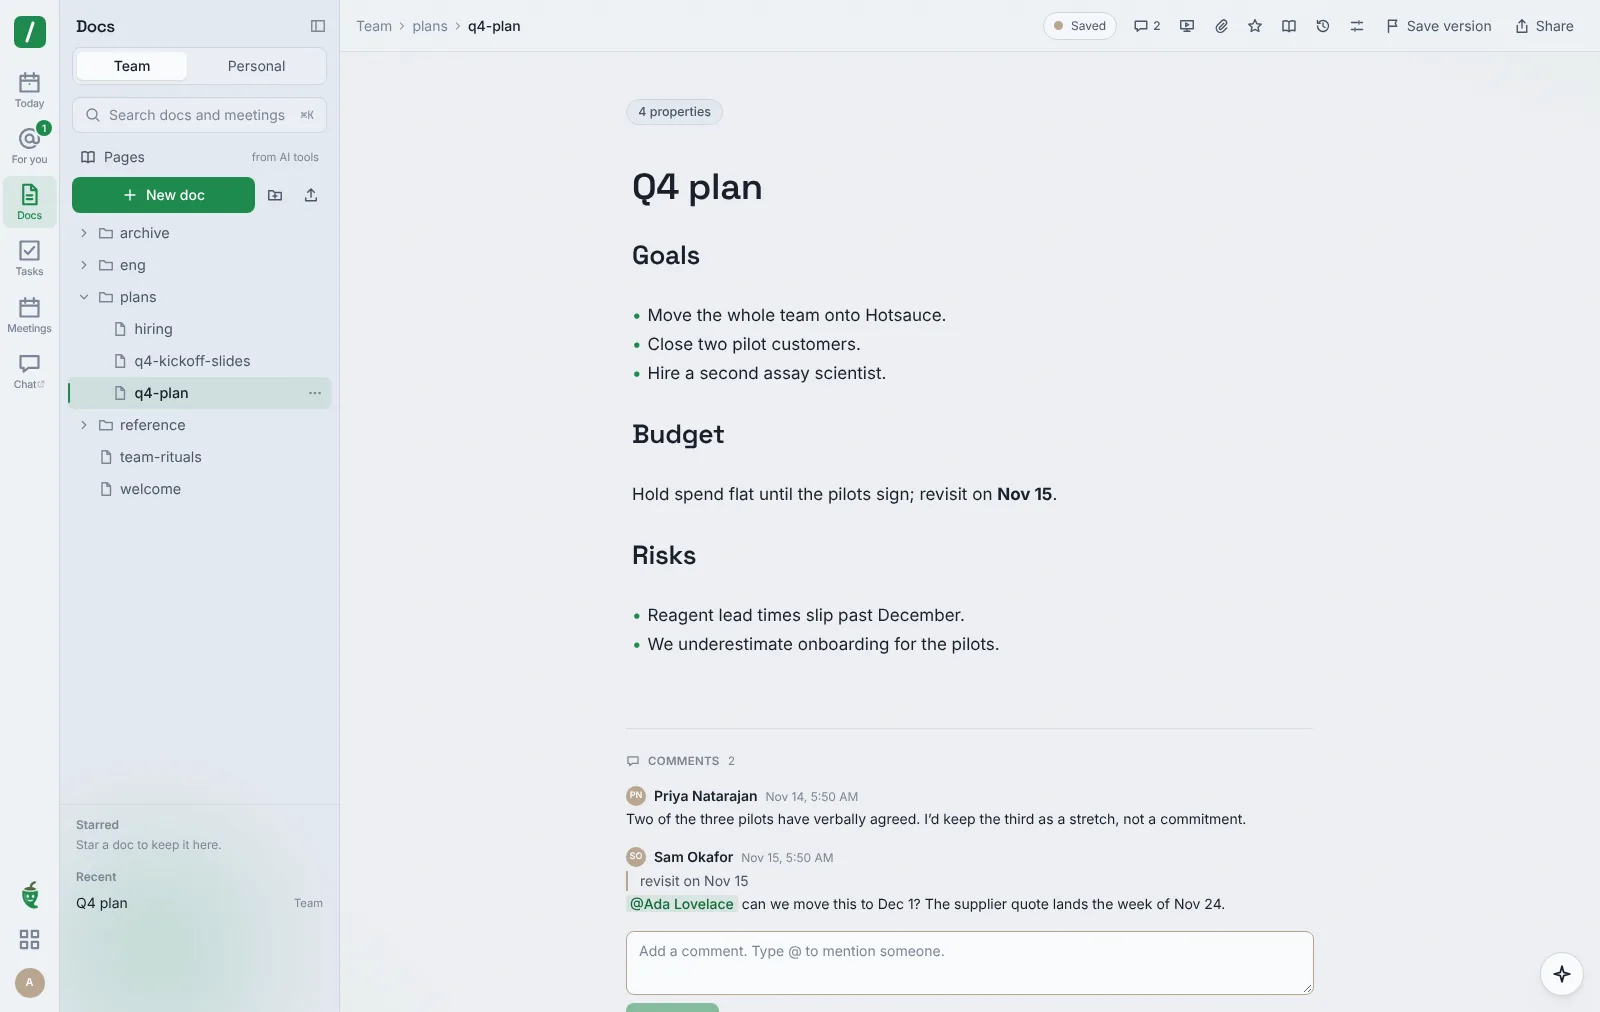 Today
1
For you
Docs
Tasks
Meetings
Chat
A
Docs
Team
Personal
Search docs and meetings ⌘K
Pages
from AI tools
+ New doc
archive
eng
plans
hiring
q4-kickoff-slides
q4-plan ...
reference
team-rituals
welcome
Starred
Star a doc to keep it here.
Recent
Q4 plan Team
Team > plans > q4-plan
Saved
2
Save version
Share
4 properties
Q4 plan
Goals
• Move the whole team onto Hotsauce.
• Close two pilot customers.
• Hire a second assay scientist.
Budget
Hold spend flat until the pilots sign; revisit on Nov 15.
Risks
• Reagent lead times slip past December.
• We underestimate onboarding for the pilots.
COMMENTS 2
PN Priya Natarajan Nov 14, 5:50 AM
Two of the three pilots have verbally agreed. I’d keep the third as a stretch, not a commitment.
SO Sam Okafor Nov 15, 5:50 AM
revisit on Nov 15
@Ada Lovelace can we move this to Dec 1? The supplier quote lands the week of Nov 24.
Add a comment. Type @ to mention someone.